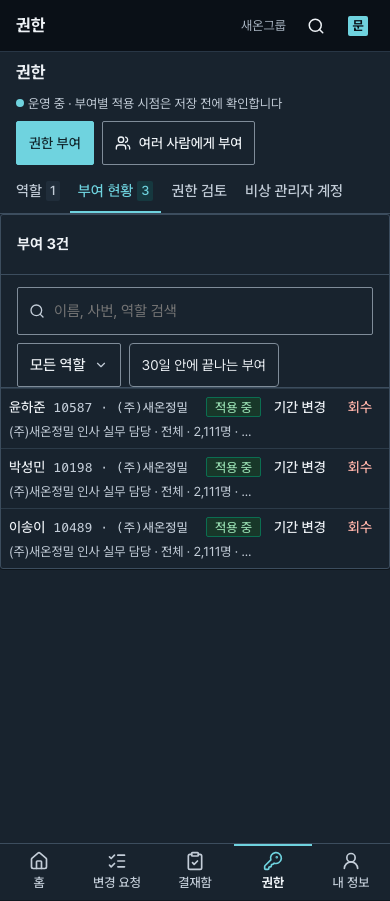 권한 새온그룹 문
권한
운영 중 · 부여별 적용 시점은 저장 전에 확인합니다
권한 부여 여러 사람에게 부여
역할 1 부여 현황 3 권한 검토 비상 관리자 계정
부여 3건
이름, 사번, 역할 검색
모든 역할 30일 안에 끝나는 부여
윤하준 10587 · (주)새온정밀 적용 중 기간 변경 회수
(주)새온정밀 인사 실무 담당 · 전체 · 2,111명 · ...
박성민 10198 · (주)새온정밀 적용 중 기간 변경 회수
(주)새온정밀 인사 실무 담당 · 전체 · 2,111명 · ...
이송이 10489 · (주)새온정밀 적용 중 기간 변경 회수
(주)새온정밀 인사 실무 담당 · 전체 · 2,111명 · ...
홈 변경 요청 결재함 권한 내 정보